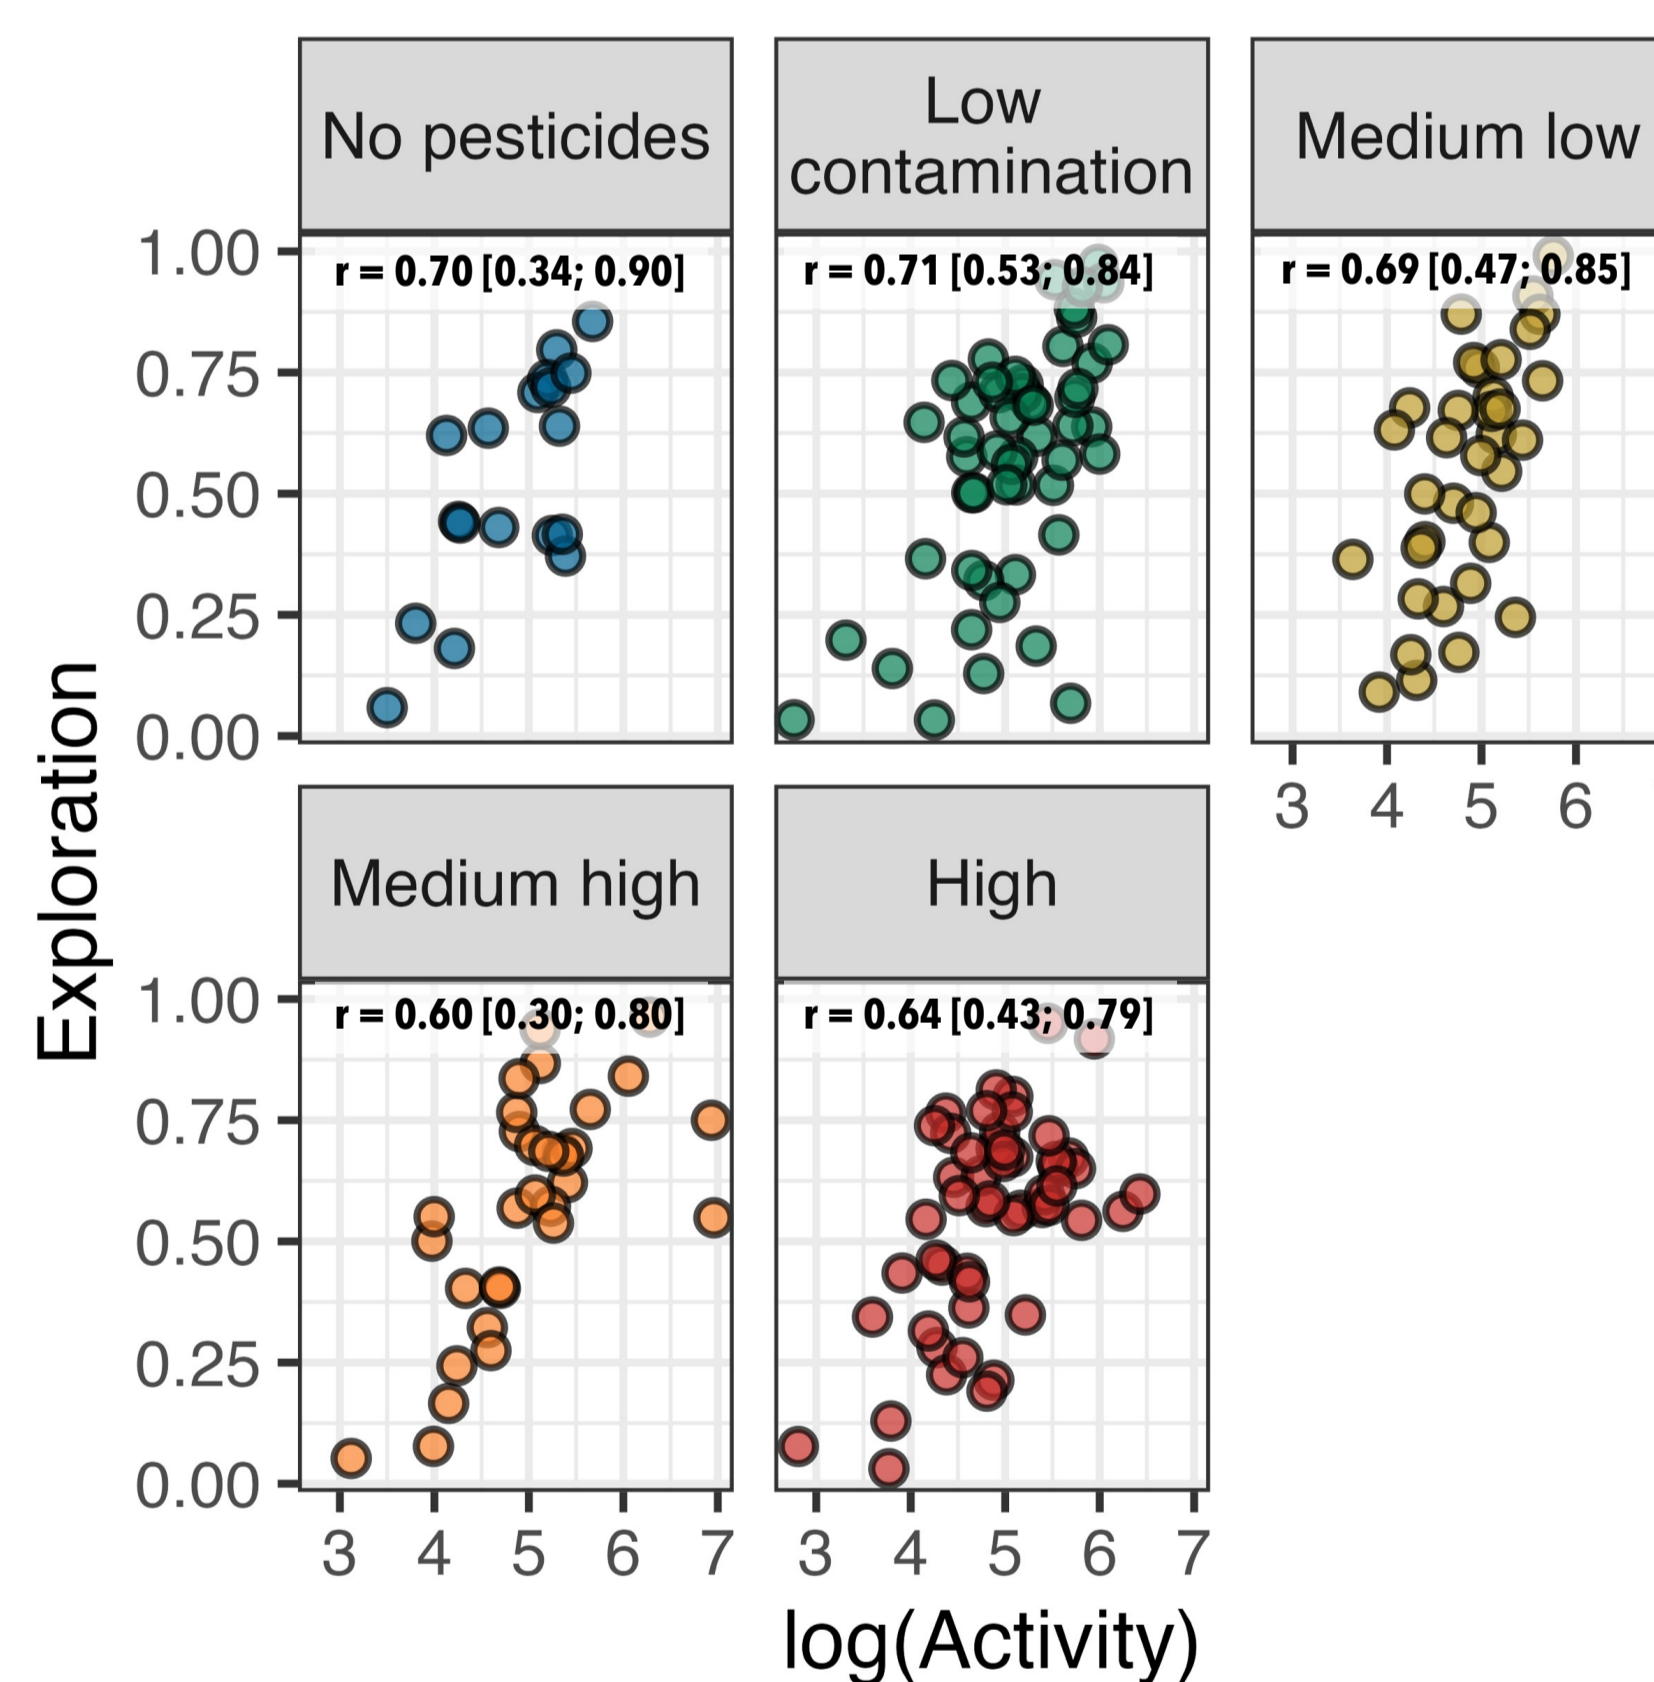 No pesticides
Low
contamination
Medium low
r = 0.70 [0.34; 0.90]
r = 0.71 [0.53; 0.84]
r = 0.69 [0.47; 0.85]
1.00
0.75
0.50
0.25
0.00
3 4 5 6
Exploration
Medium high
High
r = 0.60 [0.30; 0.80]
r = 0.64 [0.43; 0.79]
1.00
0.75
0.50
0.25
0.00
3 4 5 6 7
3 4 5 6 7
log(Activity)